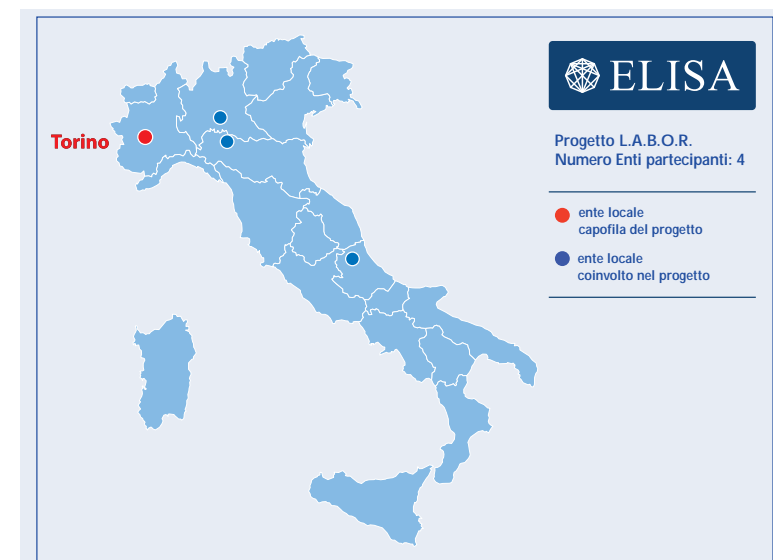 ELISA
Torino
Progetto L.A.B.O.R.
Numero Enti partecipanti: 4
ente locale
capofila del progetto
ente locale
coinvolto nel progetto